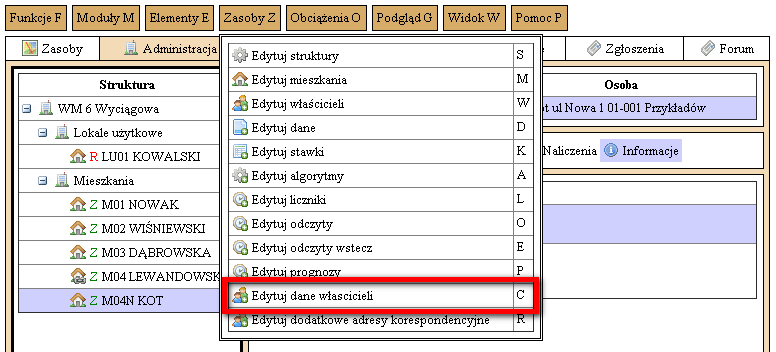 Funkcje F Moduły M Elementy E Zasoby Z Obciążenia O Podgląd G Widok W Pomoc P
Zasoby Administracja Zgłoszenia Forum
Struktura
WM 6 Wyciągowa
Lokale użytkowe
R LU01 KOWALSKI
Mieszkania
Z M01 NOWAK
Z M02 WIŚNIEWSKI
Z M03 DĄBROWSKA
Z M04 LEWANDOWSK
Z M04N KOT
Edytuj struktury S
Edytuj mieszkania M
Edytuj właścicieli W
Edytuj dane D
Edytuj stawki K
Edytuj algorytmy A
Edytuj liczniki L
Edytuj odczyty O
Edytuj odczyty wstecz E
Edytuj prognozy P
Edytuj dane włascicieli C
Edytuj dodatkowe adresy korespondencyjne R
Osoba
ot ul Nowa 1 01-001 Przykładów
Naliczenia Informacje